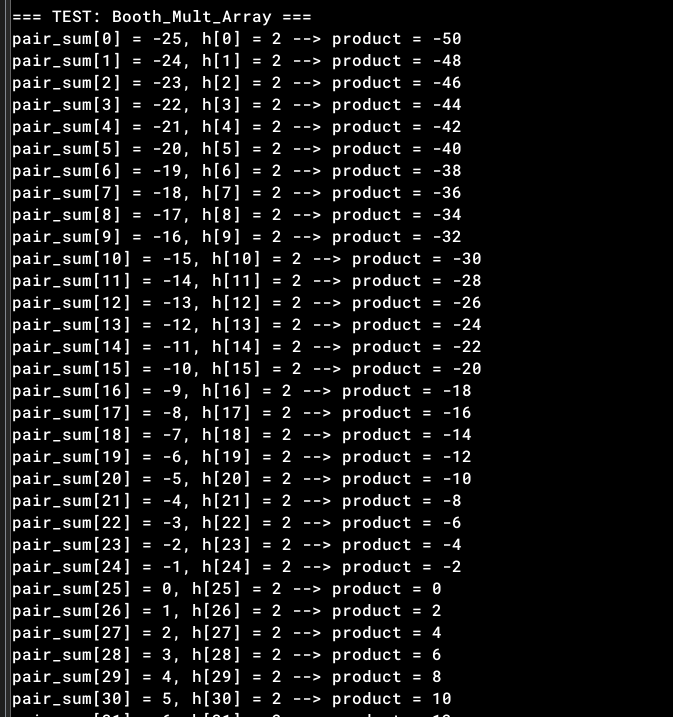 === TEST: Booth_Mult_Array ===
pair_sum[0] = -25, h[0] = 2 --> product = -50
pair_sum[1] = -24, h[1] = 2 --> product = -48
pair_sum[2] = -23, h[2] = 2 --> product = -46
pair_sum[3] = -22, h[3] = 2 --> product = -44
pair_sum[4] = -21, h[4] = 2 --> product = -42
pair_sum[5] = -20, h[5] = 2 --> product = -40
pair_sum[6] = -19, h[6] = 2 --> product = -38
pair_sum[7] = -18, h[7] = 2 --> product = -36
pair_sum[8] = -17, h[8] = 2 --> product = -34
pair_sum[9] = -16, h[9] = 2 --> product = -32
pair_sum[10] = -15, h[10] = 2 --> product = -30
pair_sum[11] = -14, h[11] = 2 --> product = -28
pair_sum[12] = -13, h[12] = 2 --> product = -26
pair_sum[13] = -12, h[13] = 2 --> product = -24
pair_sum[14] = -11, h[14] = 2 --> product = -22
pair_sum[15] = -10, h[15] = 2 --> product = -20
pair_sum[16] = -9, h[16] = 2 --> product = -18
pair_sum[17] = -8, h[17] = 2 --> product = -16
pair_sum[18] = -7, h[18] = 2 --> product = -14
pair_sum[19] = -6, h[19] = 2 --> product = -12
pair_sum[20] = -5, h[20] = 2 --> product = -10
pair_sum[21] = -4, h[21] = 2 --> product = -8
pair_sum[22] = -3, h[22] = 2 --> product = -6
pair_sum[23] = -2, h[23] = 2 --> product = -4
pair_sum[24] = -1, h[24] = 2 --> product = -2
pair_sum[25] = 0, h[25] = 2 --> product = 0
pair_sum[26] = 1, h[26] = 2 --> product = 2
pair_sum[27] = 2, h[27] = 2 --> product = 4
pair_sum[28] = 3, h[28] = 2 --> product = 6
pair_sum[29] = 4, h[29] = 2 --> product = 8
pair_sum[30] = 5, h[30] = 2 --> product = 10